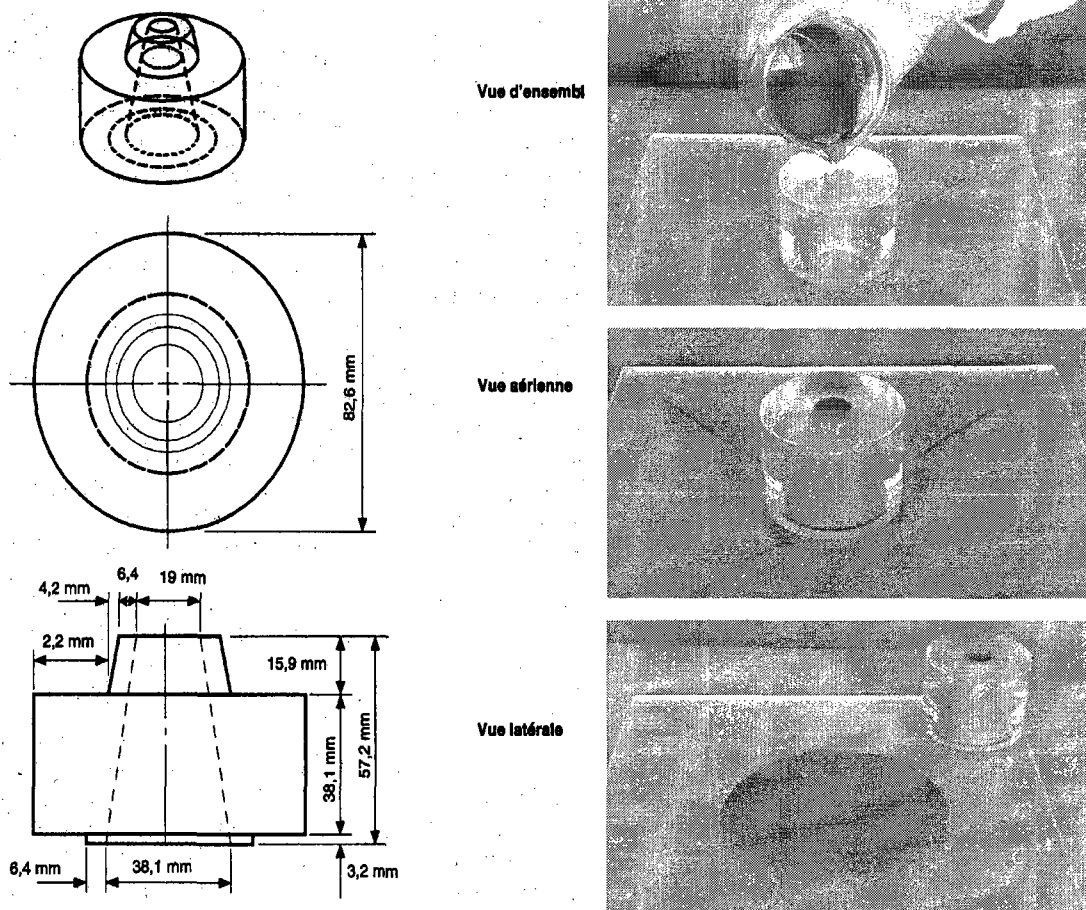 Vue d'ensembl
82,6 mm
Vue aérienne
6,4
19 mm
4,2 mm
2,2 mm
15,9 mm
57,2 mm
38,1 mm
Vue latérale
6,4 mm
38,1 mm
3,2 mm